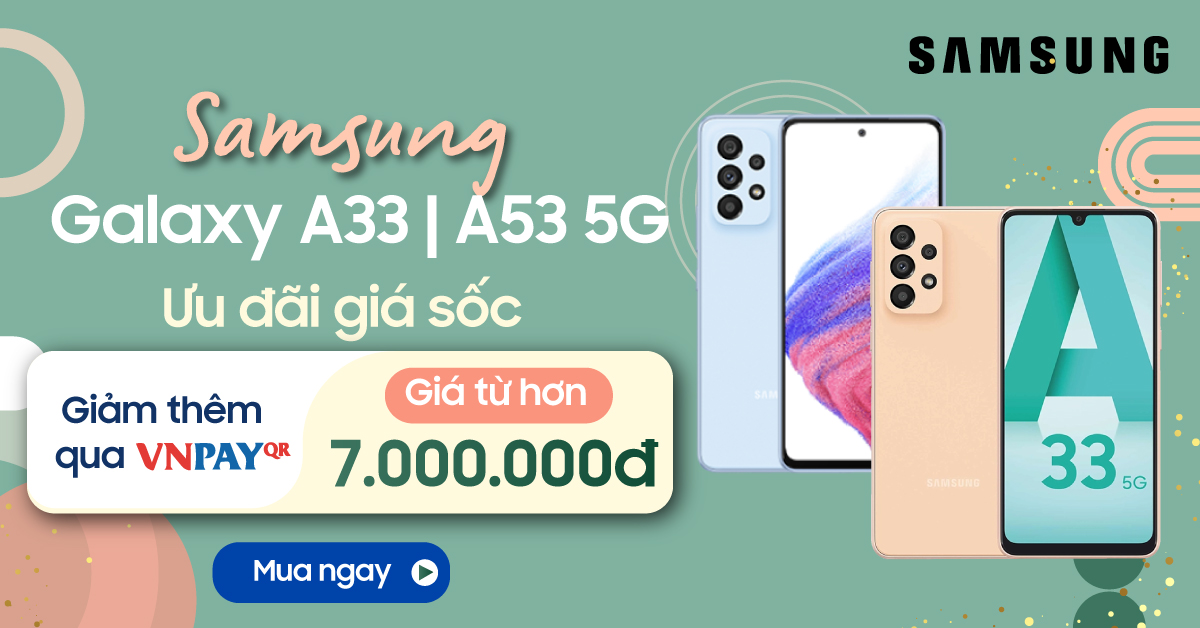 SAMSUNG
Samsung
Galaxy A33 | A53 5G
Ưu đãi giá sốc
Giảm thêm
qua VNPAYQR
Giá từ hơn
7.000.000đ
Mua ngay
SAM
SAMSUNG
A
33 5G